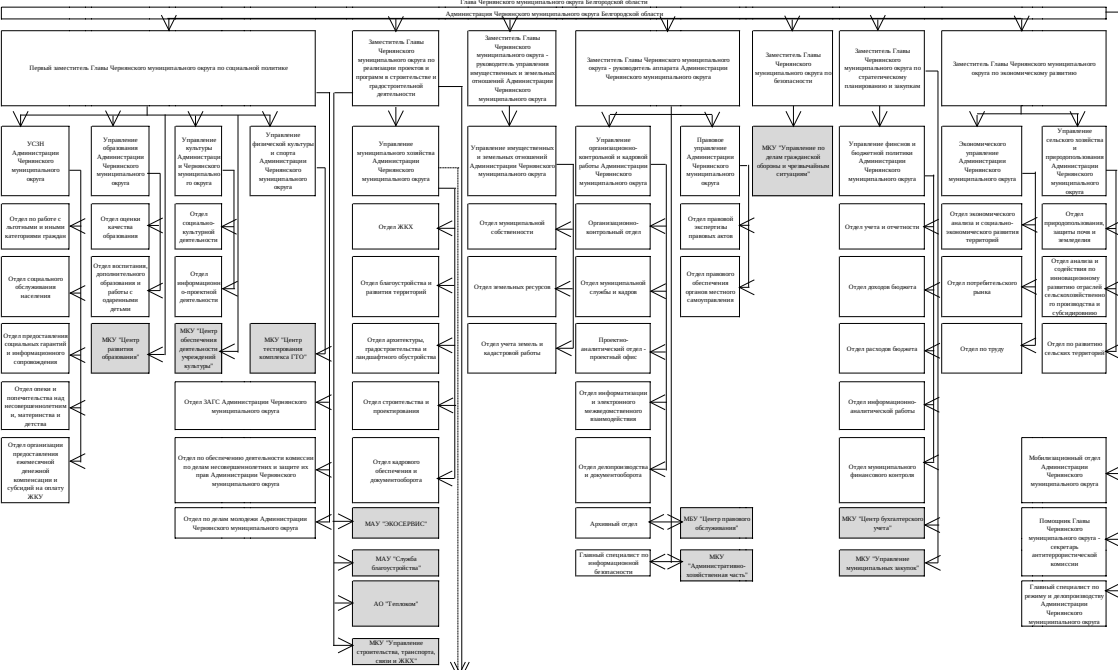 Глава Чернянского муниципального округа Белгородской области
Администрация Чернянского муниципального округа Белгородской области
Первый заместитель Главы Чернянского муниципального округа по социальной политике
Заместитель Главы
Чернянского
муниципального округа по
реализации проектов и
программ в строительстве и
градостроительной
деятельности
Заместитель Главы
Чернянского
муниципального округа -
руководитель управления
имущественных и земельных
отношений Администрации
Чернянского
муниципального округа
Заместитель Главы Чернянского муниципального
округа - руководитель аппарата Администрации
Чернянского муниципального округа
Заместитель Главы
Чернянского
муниципального округа по
безопасности
Заместитель Главы
Чернянского
муниципального округа по
стратегическому
планированию и закупкам
Заместитель Главы Чернянского муниципального
округа по экономическому развитию
УСЗН
Администрации
Чернянского
муниципального
округа
Управление
образования
Администрации
Чернянского
муниципального
округа
Управление
культуры
Администраци
и Чернянского
муниципально
го округа
Управление
физической культуры
и спорта
Администрации
Чернянского
муниципального
округа
Управление
муниципального хозяйства
Администрации
Чернянского
муниципального округа
Управление имущественных
и земельных отношений
Администрации Чернянского
муниципального округа
Управление
организационно-
контрольной и кадровой
работы Администрации
Чернянского
муниципального округа
Правовое
управление
Администрации
Чернянского
муниципального
округа
МКУ "Управление по
делам гражданской
обороны и чрезвычайным
ситуациям"
Управление финансов и
бюджетной политики
Администрации
Чернянского
муниципального округа
Экономического
управление
Администрации
Чернянского
муниципального округа
Управление
сельского хозяйства
и
природопользования
Администрации
Чернянского
муниципального
округа
Отдел по работе с
льготными и иными
категориями граждан
Отдел оценки
качества
образования
Отдел
социально-
культурной
деятельности
Отдел ЖКХ
Отдел муниципальной
собственности
Организационно-
контрольный отдел
Отдел правовой
экспертизы
правовых актов
Отдел учета и отчетности
Отдел экономического
анализа и социально-
экономического развития
территорий
Отдел
природопользования,
защиты почв и
земледелия
Отдел социального
обслуживания
населения
Отдел воспитания,
дополнительного
образования и
работы с
одаренными
детьми
Отдел
информационн
о-проектной
деятельности
Отдел благоустройства и
развития территорий
Отдел земельных ресурсов
Отдел муниципальной
службы и кадров
Отдел правового
обеспечения
органов местного
самоуправления
Отдел доходов бюджета
Отдел потребительского
рынка
Отдел анализа и
содействия по
инновационному
развитию отраслей
сельскохозяйственно
го производства и
субсидированию
Отдел предоставления
социальных гарантий
и информационного
сопровождения
МКУ "Центр
развития
образования"
МКУ "Центр
обеспечения
деятельности
учреждений
культуры"
МКУ "Центр
тестирования
комплекса ГТО"
Отдел архитектуры,
градостроительства и
ландшафтного обустройства
Отдел учета земель и
кадастровой работы
Проектно-
аналитический отдел -
проектный офис
Отдел расходов бюджета
Отдел по труду
Отдел по развитию
сельских территорий
Отдел опеки и
попечительства над
несовершеннолетним
и, материнства и
детства
Отдел ЗАГС Администрации Чернянского
муниципального округа
Отдел строительства и
проектирования
Отдел информатизации
и электронного
межведомственного
взаимодействия
Отдел информационно-
аналитической работы
Отдел организации
предоставления
ежемесячной
денежной
компенсации и
субсидий на оплату
ЖКУ
Отдел по обеспечению деятельности комиссии
по делам несовершеннолетних и защите их
прав Администрации Чернянского
муниципального округа
Отдел кадрового
обеспечения и
документооборота
Отдел делопроизводства
и документооборота
Отдел муниципального
финансового контроля
Мобилизационный отдел
Администрации
Чернянского
муниципального округа
Отдел по делам молодежи Администрации
Чернянского муниципального округа
МАУ "ЭКОСЕРВИС"
Архивный отдел
МБУ "Центр правового
обслуживания"
МКУ "Центр бухгалтерского
учета"
Помощник Главы
Чернянского
муниципального округа -
секретарь
антитеррористической
комиссии
МАУ "Служба
благоустройства"
Главный специалист по
информационной
безопасности
МКУ
"Административно-
хозяйственная часть"
МКУ "Управление
муниципальных закупок"
АО "Теплоком"
Главный специалист по
режиму и делопроизводству
Администрации
Чернянского
муниципального округа
МКУ "Управление
строительства, транспорта,
связи и ЖКХ"